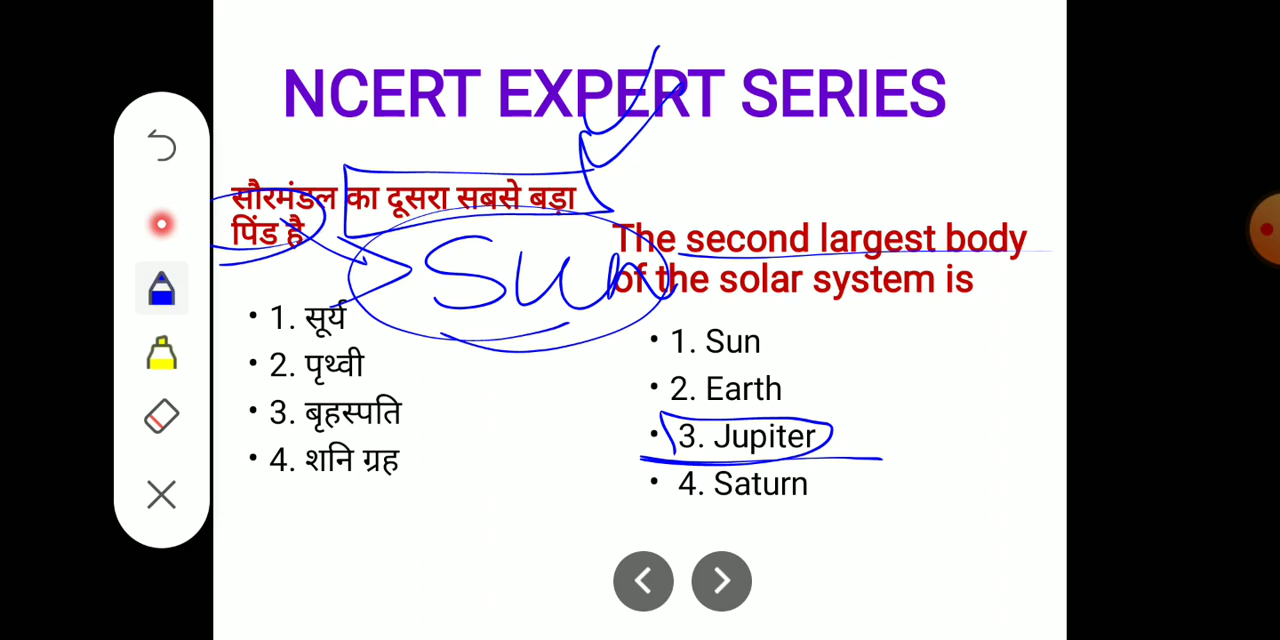 NCERT EXPERT SERIES
सौरमंडल का दूसरा सबसे बड़ा
पिंड है
Sun
• 1. सूर्य
• 2. पृथ्वी
• 3. बृहस्पति
• 4. शनि ग्रह
The second largest body
of the solar system is
• 1. Sun
• 2. Earth
• 3. Jupiter
• 4. Saturn